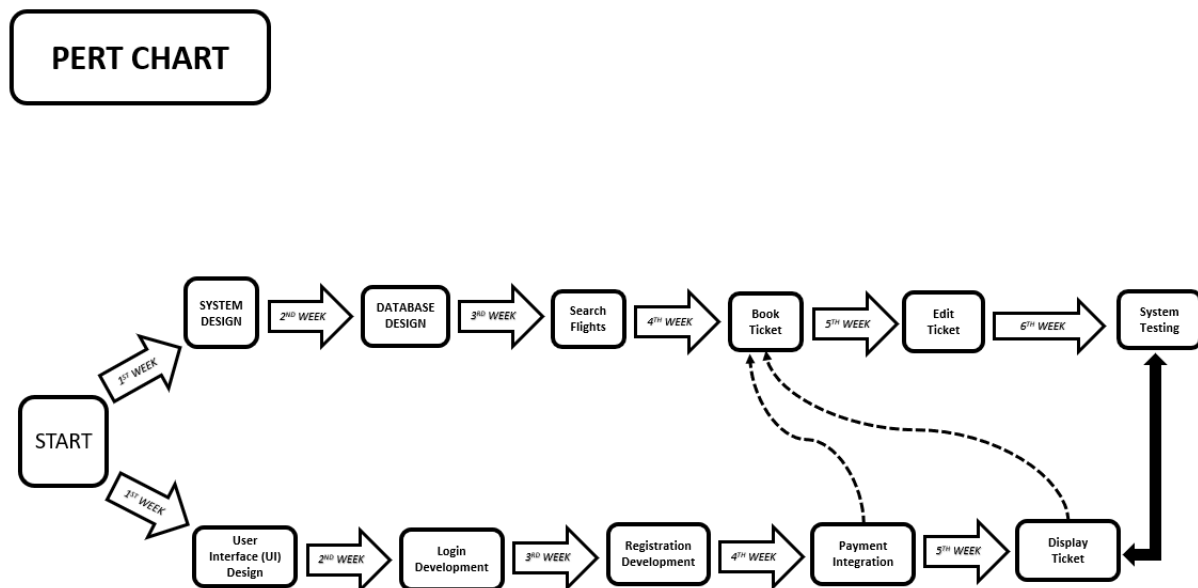 PERT CHART
SYSTEM
DESIGN
2ND WEEK
DATABASE
DESIGN
3RD WEEK
Search
Flights
4TH WEEK
Book
Ticket
5TH WEEK
Edit
Ticket
6TH WEEK
System
Testing
1ST WEEK
START
1ST WEEK
User
Interface (UI)
Design
2ND WEEK
Login
Development
3RD WEEK
Registration
Development
4TH WEEK
Payment
Integration
5TH WEEK
Display
Ticket